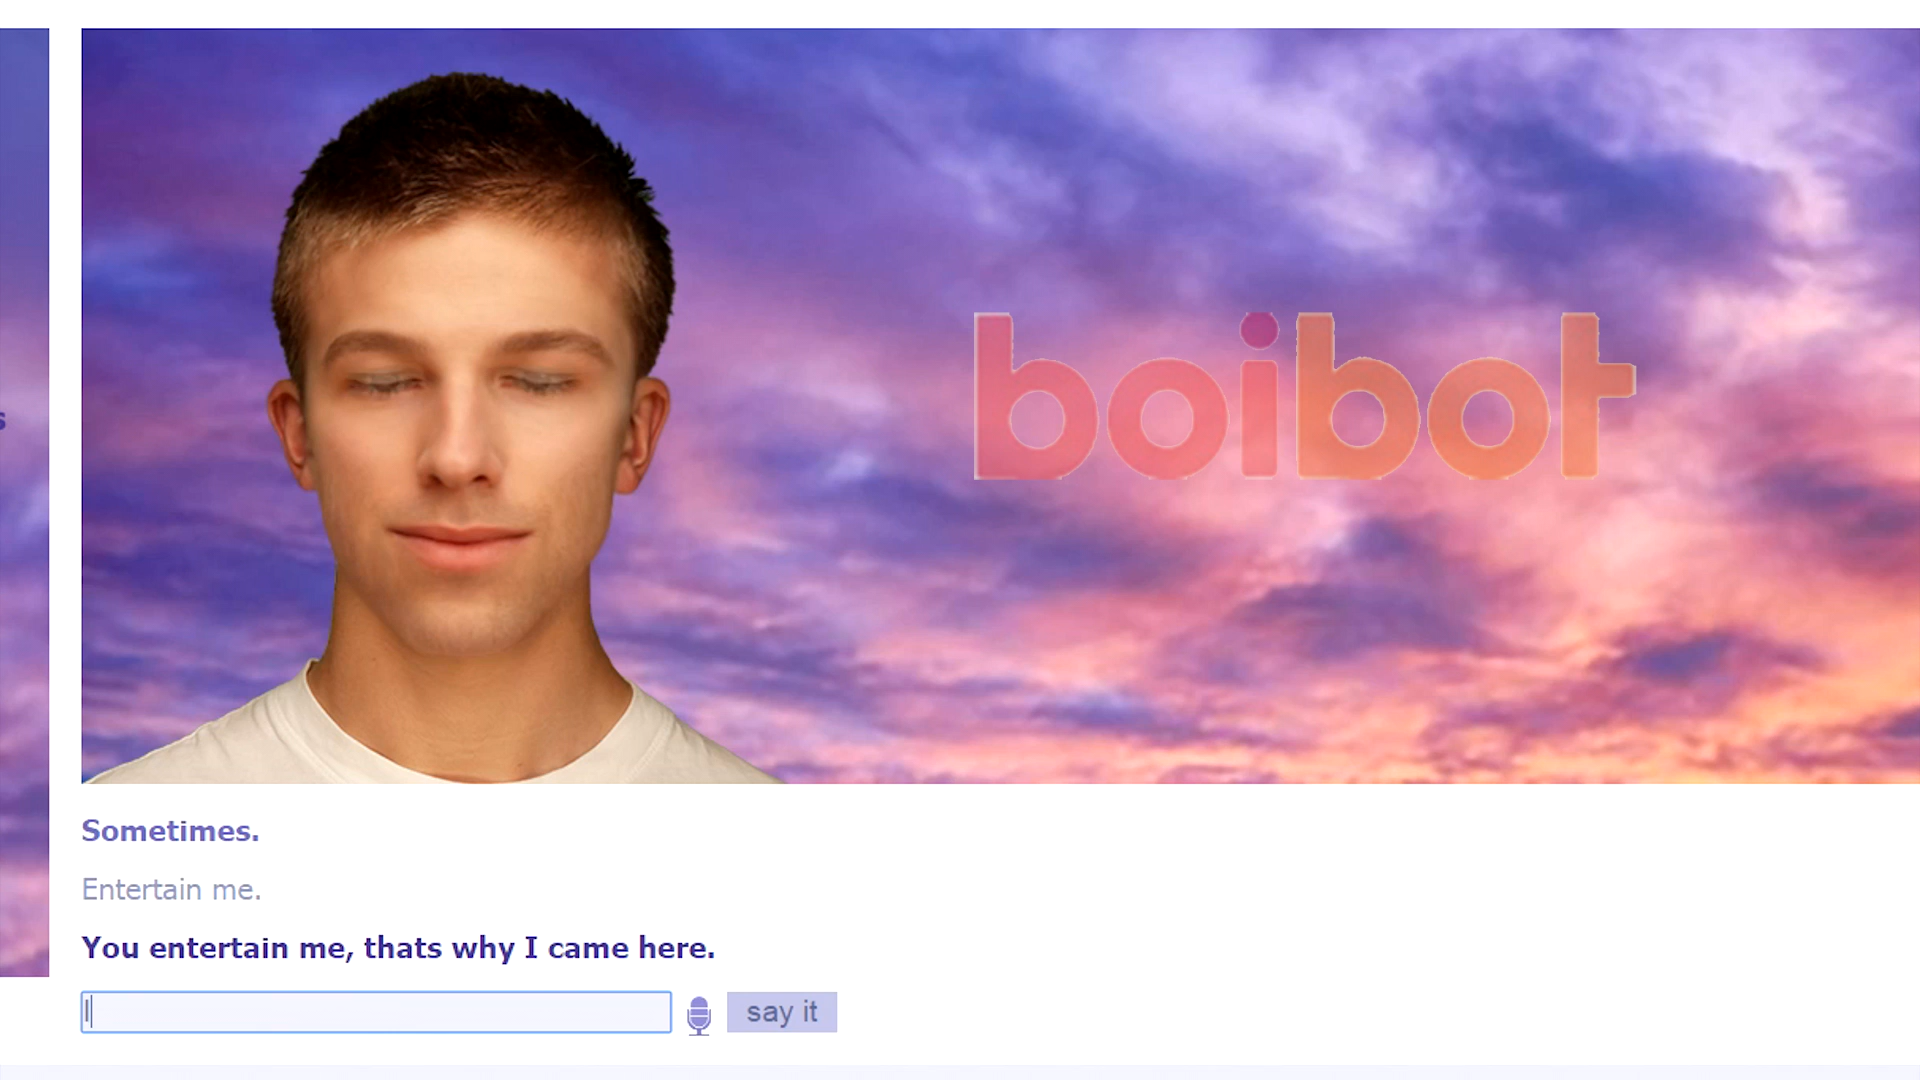 s
boibot
Sometimes.
Entertain me.
You entertain me, thats why I came here.
I
say it